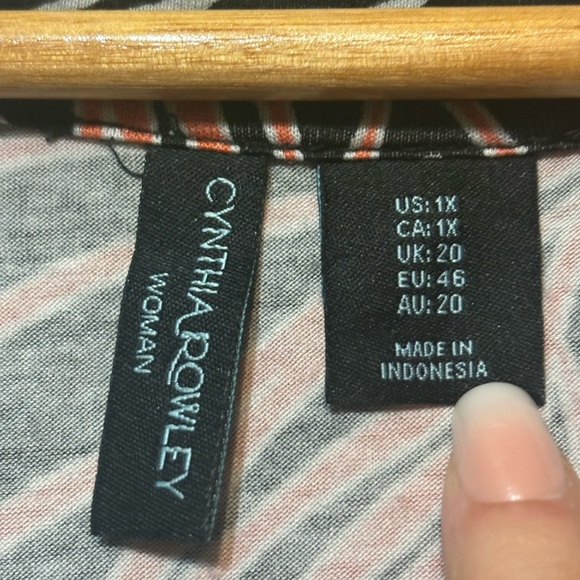 CYNTHIA ROWLEY
WOMAN
US: 1X
CA: 1X
UK: 20
EU: 46
AU: 20
MADE IN
INDONESIA